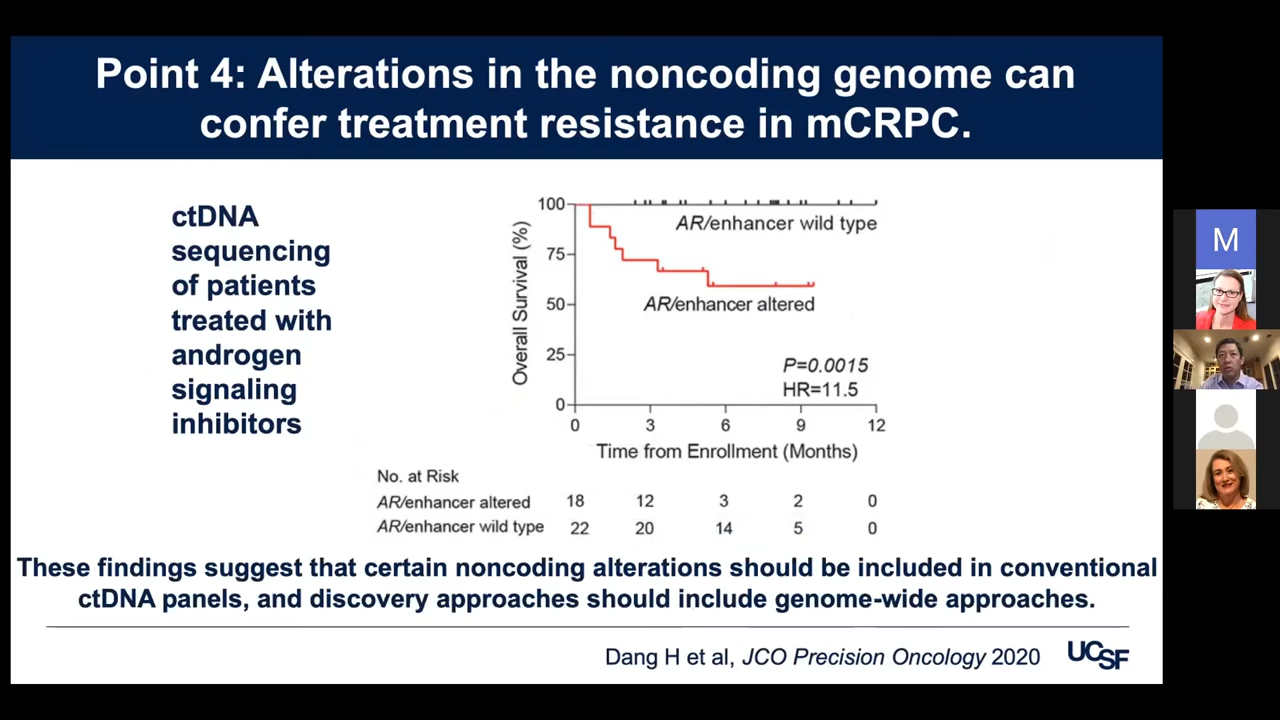 Point 4: Alterations in the noncoding genome can
confer treatment resistance in mCRPC.
ctDNA
sequencing
of patients
treated with
androgen
signaling
inhibitors
100
75
50
25
0
Overall Survival (%)
AR/enhancer wild type
AR/enhancer altered
P=0.0015
HR=11.5
0 3 6 9 12
Time from Enrollment (Months)
No. at Risk
AR/enhancer altered 18 12 3 2 0
AR/enhancer wild type 22 20 14 5 0
These findings suggest that certain noncoding alterations should be included in conventional
ctDNA panels, and discovery approaches should include genome-wide approaches.
Dang H et al, JCO Precision Oncology 2020
UCSF
M